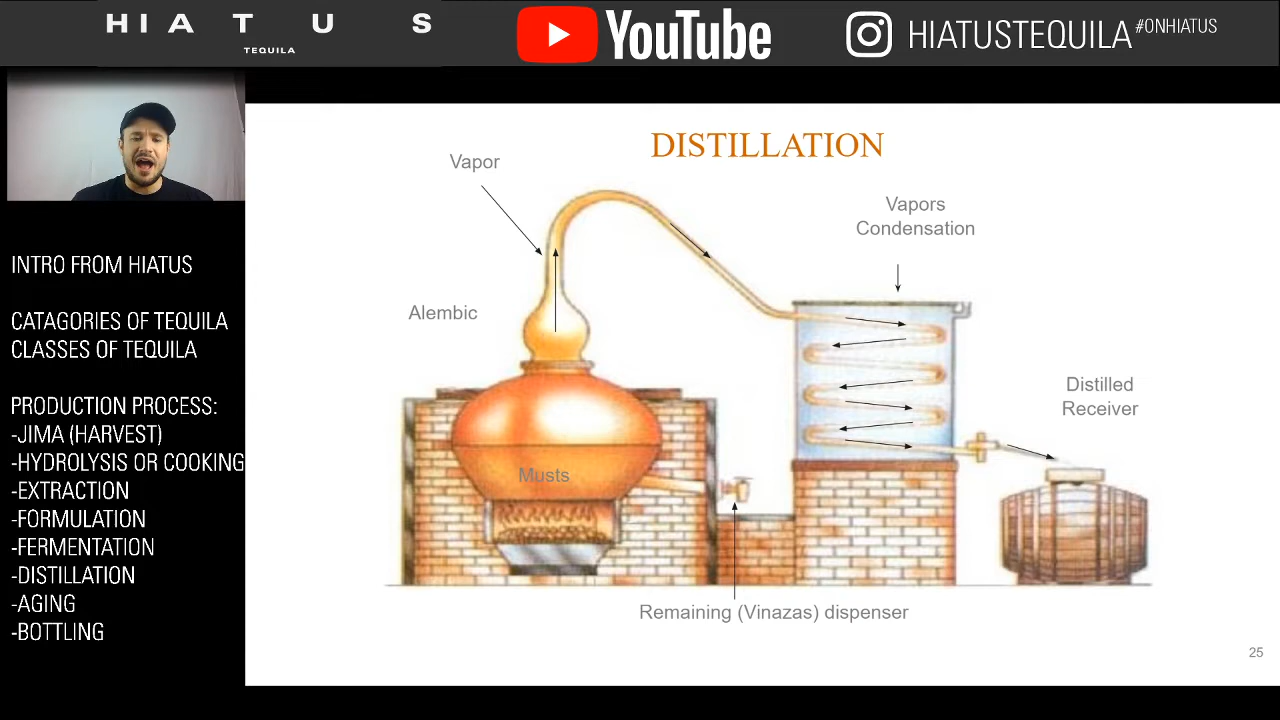 HIATUS
TEQUILA
YouTube
HIATUSTEQUILA #ONHIATUS
INTRO FROM HIATUS
CATAGORIES OF TEQUILA
CLASSES OF TEQUILA
PRODUCTION PROCESS:
-JIMA (HARVEST)
-HYDROLYSIS OR COOKING
-EXTRACTION
-FORMULATION
-FERMENTATION
-DISTILLATION
-AGING
-BOTTLING
DISTILLATION
Vapor
Vapors
Condensation
Alembic
Distilled
Receiver
Musts
Remaining (Vinazas) dispenser
25